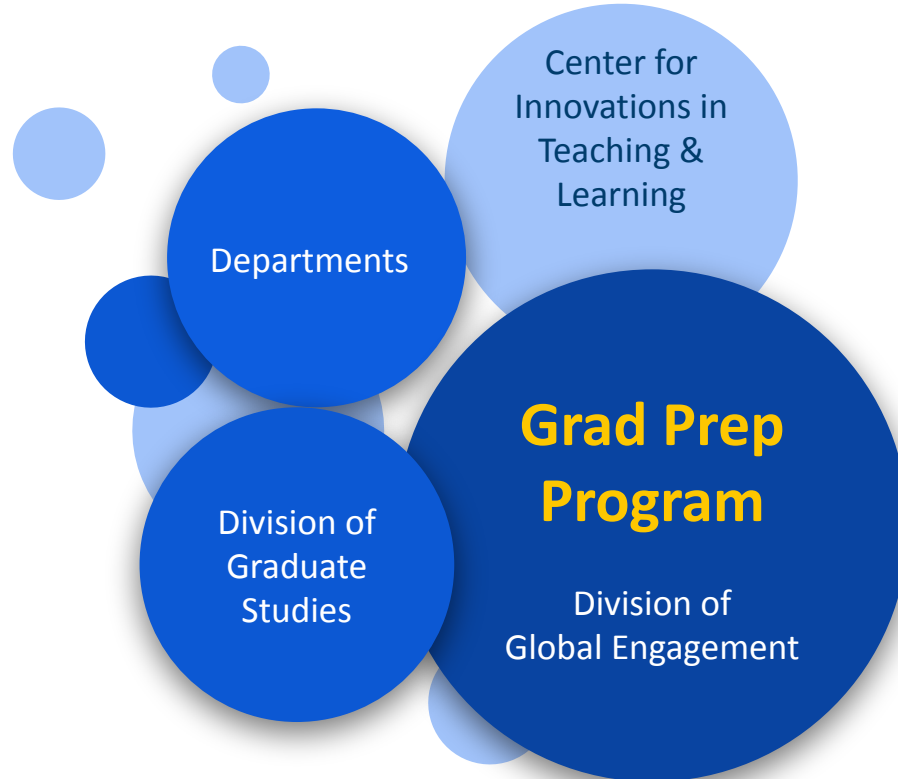 Center for
Innovations in
Teaching &
Learning
Departments
Grad Prep
Program
Division of
Global Engagement
Division of
Graduate
Studies